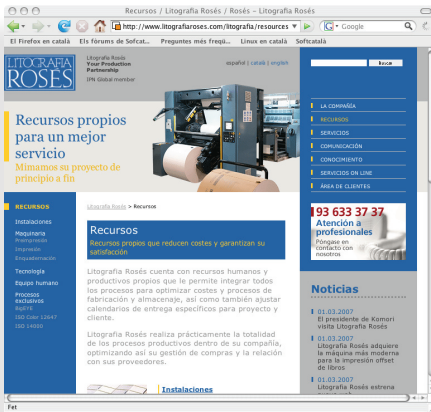 Recursos / Litografia Rosés / Rosés – Litografia Rosés
http://www.litografiaroses.com/litografia/resources
Google
El Firefox en català
Els fòrums de Sofcat...
Preguntes més freqü...
Linux en català
Softcatalà
LITOGRAFIA
ROSÉS
Litografia Rosés
Your Production
Partnership
IPN Global member
español | català | english
Buscar
Recursos propios
para un mejor
servicio
Mimamos su proyecto de
principio a fin
LA COMPAÑÍA
RECURSOS
SERVICIOS
COMUNICACIÓN
CONOCIMIENTO
SERVICIOS ON LINE
ÁREA DE CLIENTES
93 633 37 37
Atención a
profesionales
Póngase en
contacto con
nosotros
RECURSOS
Instalaciones
Maquinaria
Preimpresión
Impresión
Encuadernación
Tecnología
Equipo humano
Procesos
exclusivos
ISO Color 12647
ISO 14000
Litografia Rosés > Recursos
Recursos
Recursos propios que reducen costes y garantizan su
satisfacción
Litografia Rosés cuenta con recursos humanos y
productivos propios que le permite integrar todos
los procesos para optimizar costes y procesos de
fabricación y almacenaje, así como también ajustar
calendarios de entrega específicos para proyecto y
cliente.
Litografia Rosés realiza prácticamente la totalidad
de los procesos productivos dentro de su compañia,
optimizando así su gestión de compras y la relación
con sus proveedores.
Instalaciones
Noticias
01.03.2007
El presidente de Komori
visita Litografia Rosés
01.03.2007
Litografia Rosés adquiere
la máquina más moderna
para la impresión offset
de libros
01.03.2007
Litografia Rosés estrena
Fet